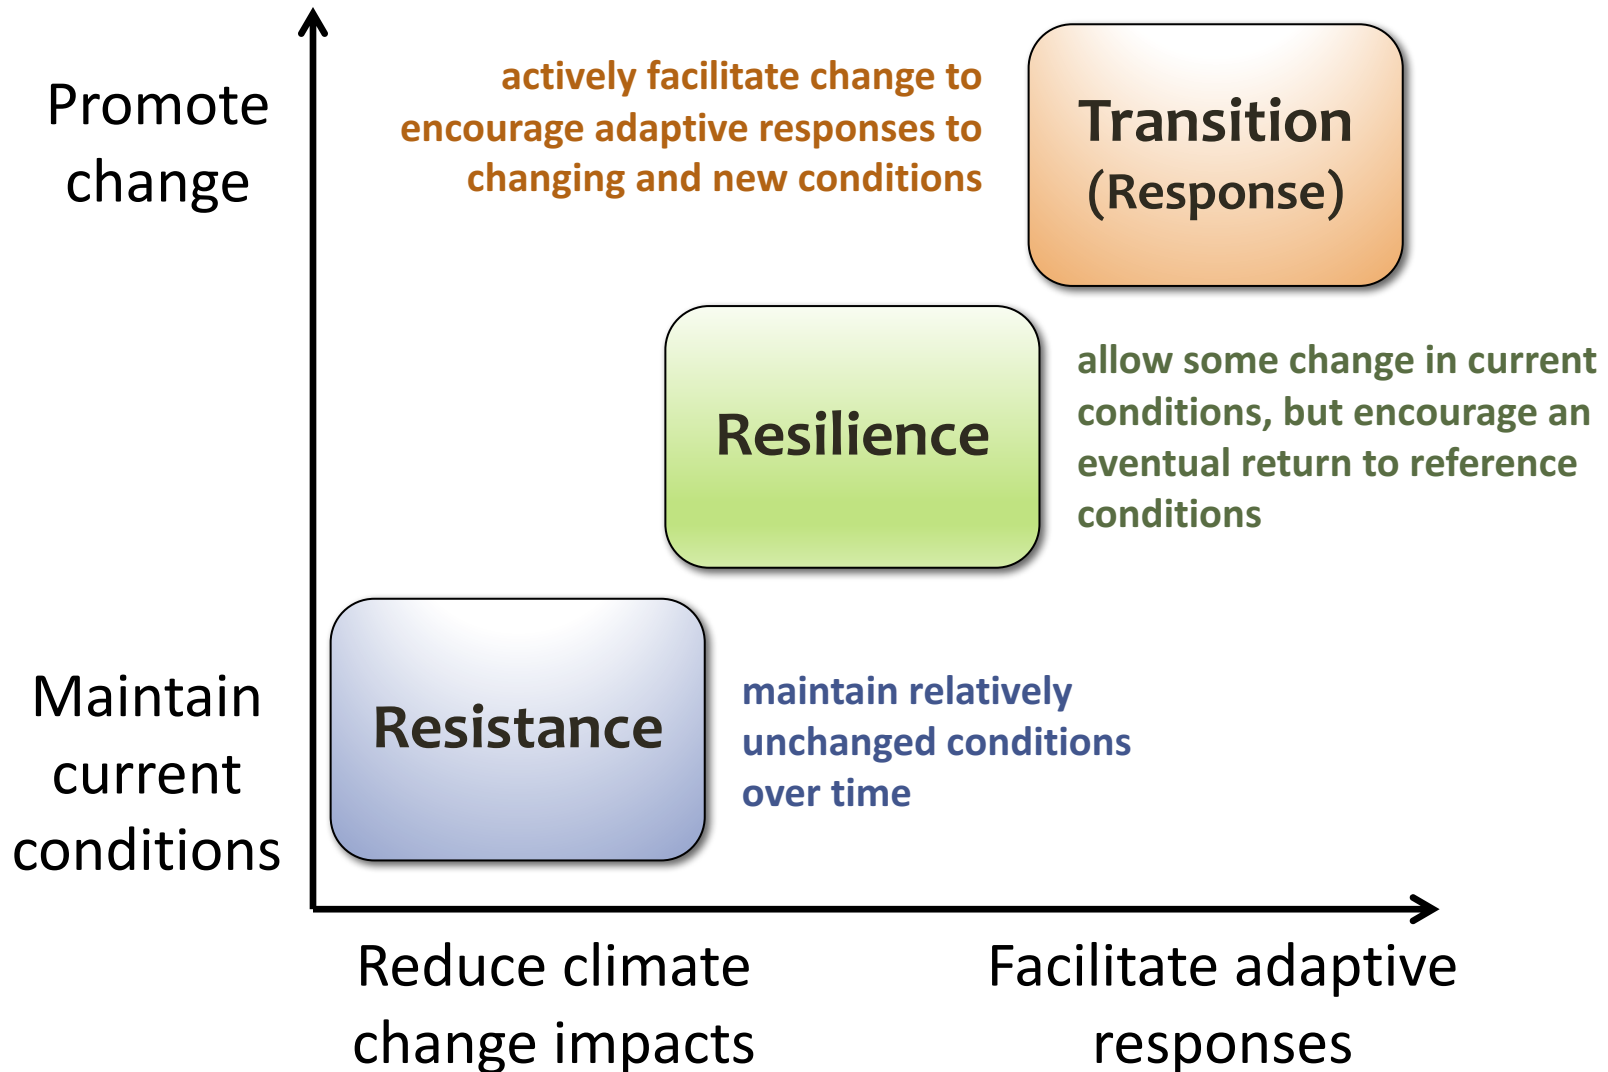 Promote
change
actively facilitate change to
encourage adaptive responses to
changing and new conditions
Transition
(Response)
Resilience
allow some change in current
conditions, but encourage an
eventual return to reference
conditions
Maintain
current
conditions
Resistance
maintain relatively
unchanged conditions
over time
Reduce climate
change impacts
Facilitate adaptive
responses